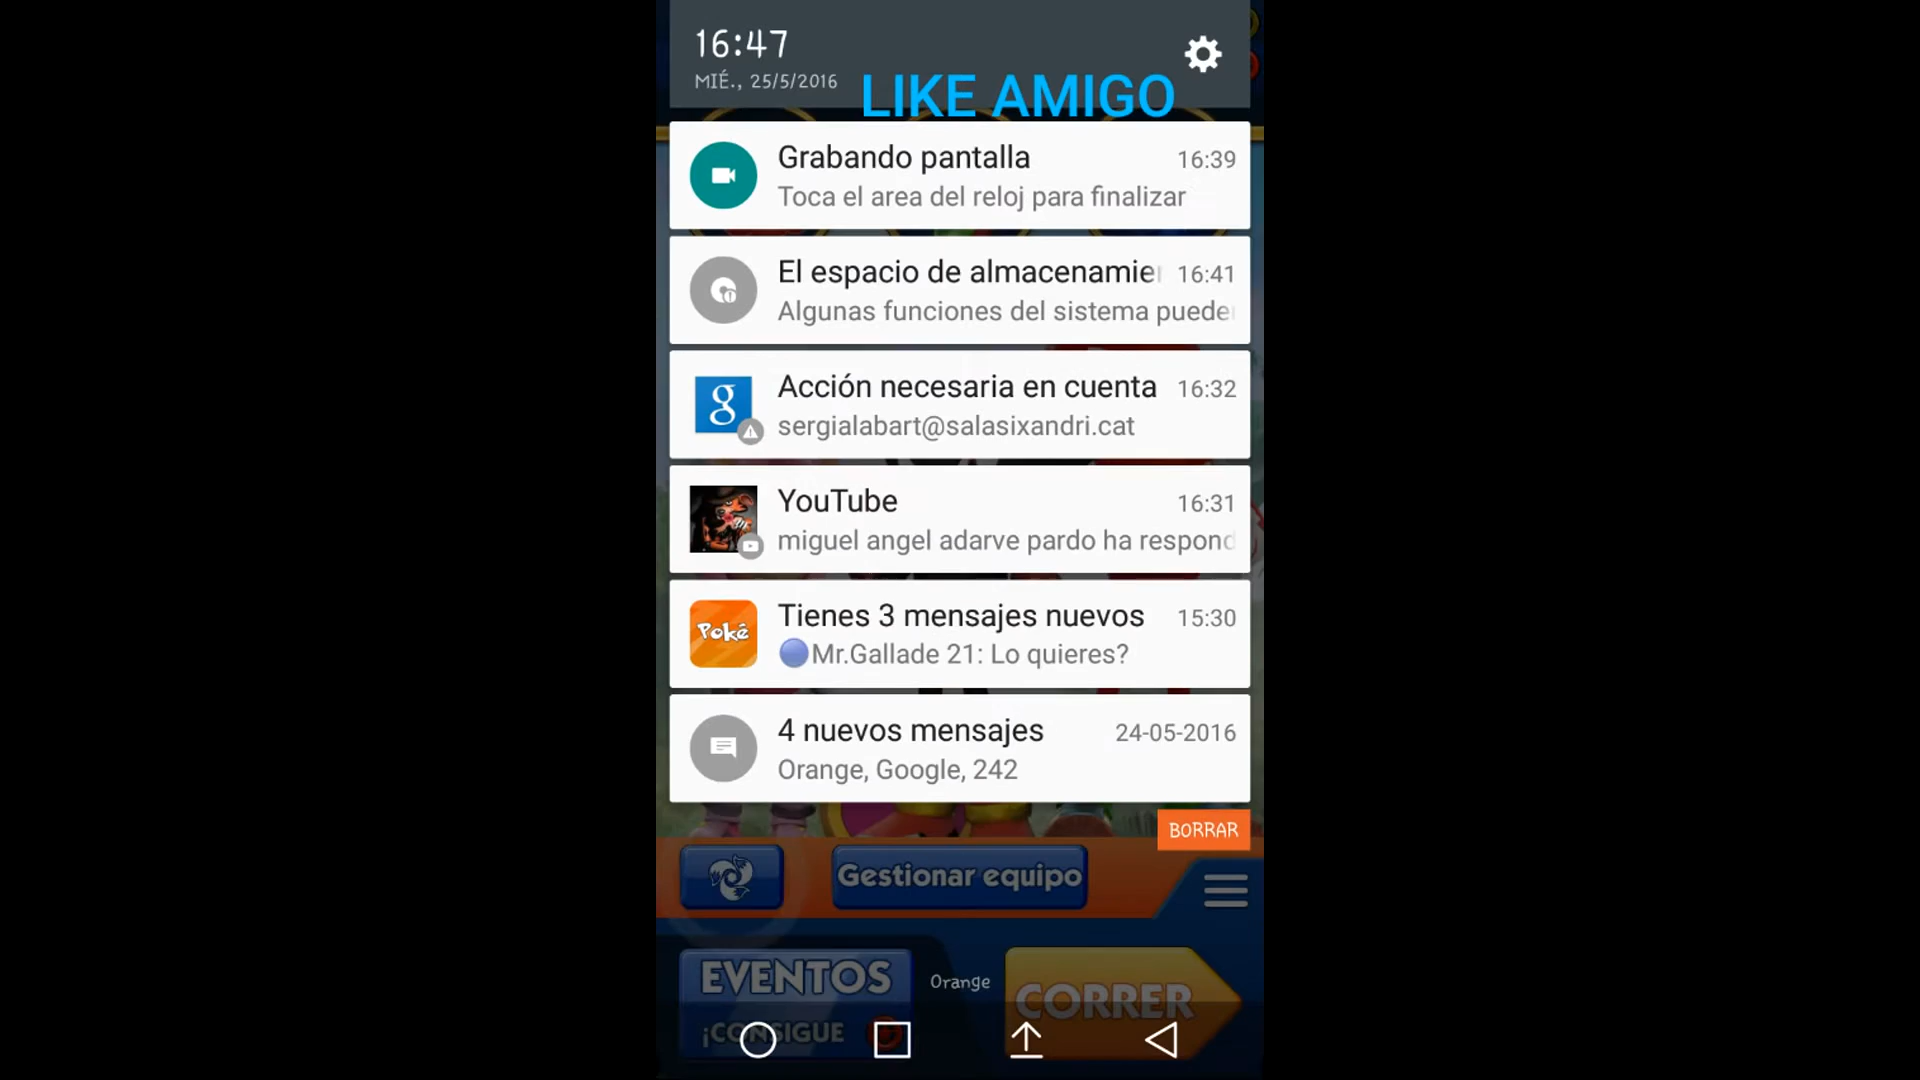 16:47
MIÉ., 25/5/2016
LIKE AMIGO
Grabando pantalla 16:39
Toca el area del reloj para finalizar
El espacio de almacenamie 16:41
Algunas funciones del sistema puede
g
Acción necesaria en cuenta 16:32
sergialabart@salasixandri.cat
YouTube 16:31
miguel angel adarve pardo ha respond
Poké
Tienes 3 mensajes nuevos 15:30
Mr.Gallade 21: Lo quieres?
4 nuevos mensajes 24-05-2016
Orange, Google, 242
BORRAR
Gestionar equipo
EVENTOS
Orange
CORRER
¡CONSIGUE